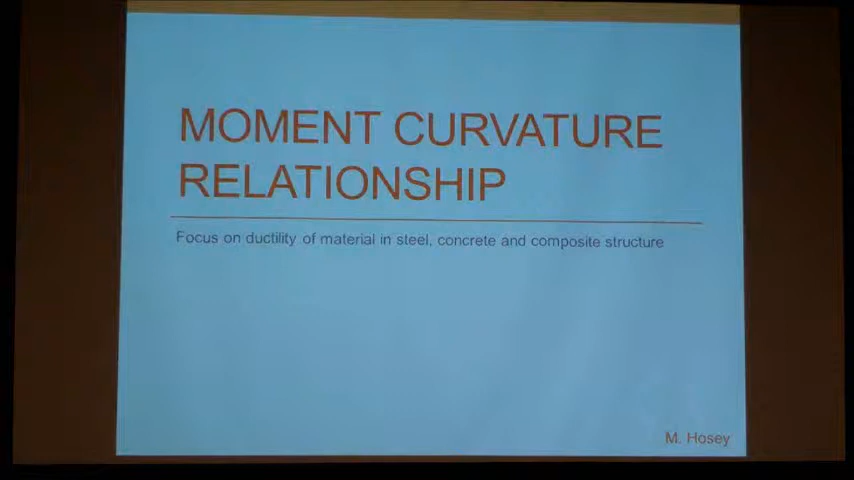 MOMENT CURVATURE
RELATIONSHIP
Focus on ductility of material in steel, concrete and composite structure
M. Hosey